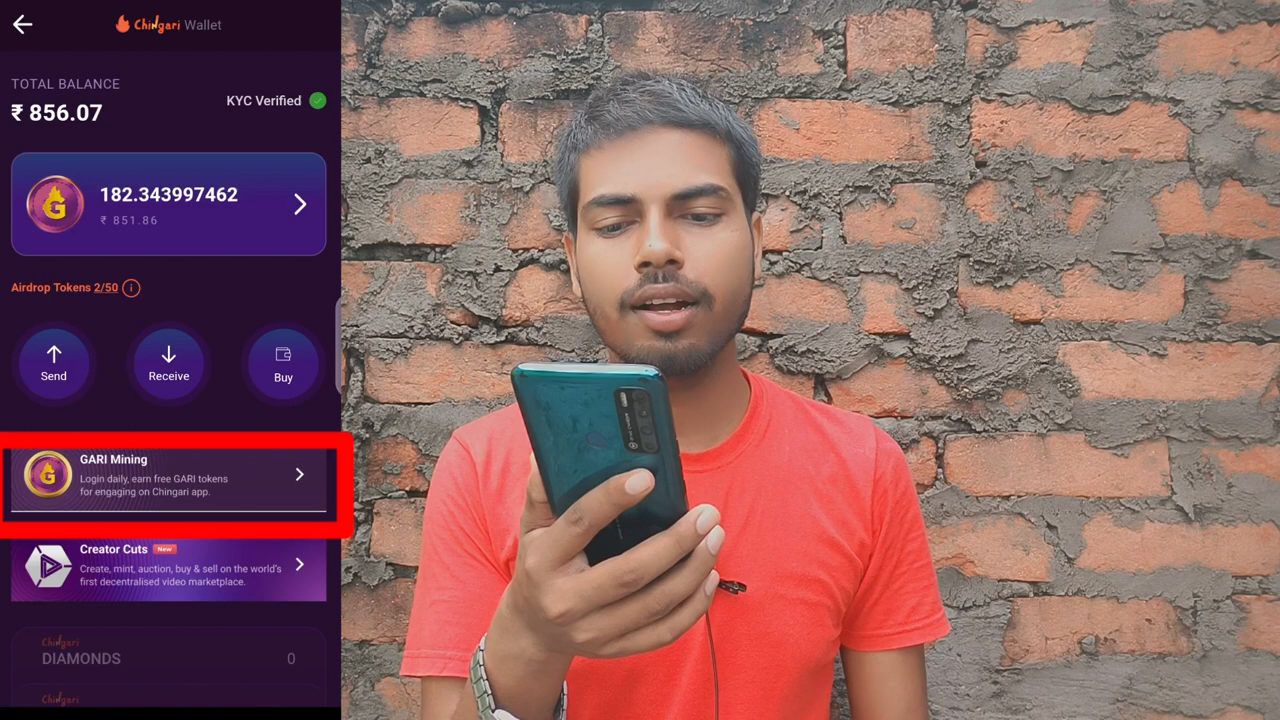 Chingari Wallet
TOTAL BALANCE
₹ 856.07
KYC Verified
182.343997462
₹ 851.86
Airdrop Tokens 2/50 i
Send
Receive
Buy
GARI Mining
Login daily, earn free GARI tokens
for engaging on Chingari app.
Creator Cuts New
Create, mint, auction, buy & sell on the world's
first decentralised video marketplace.
Chingari
DIAMONDS 0
Chingari